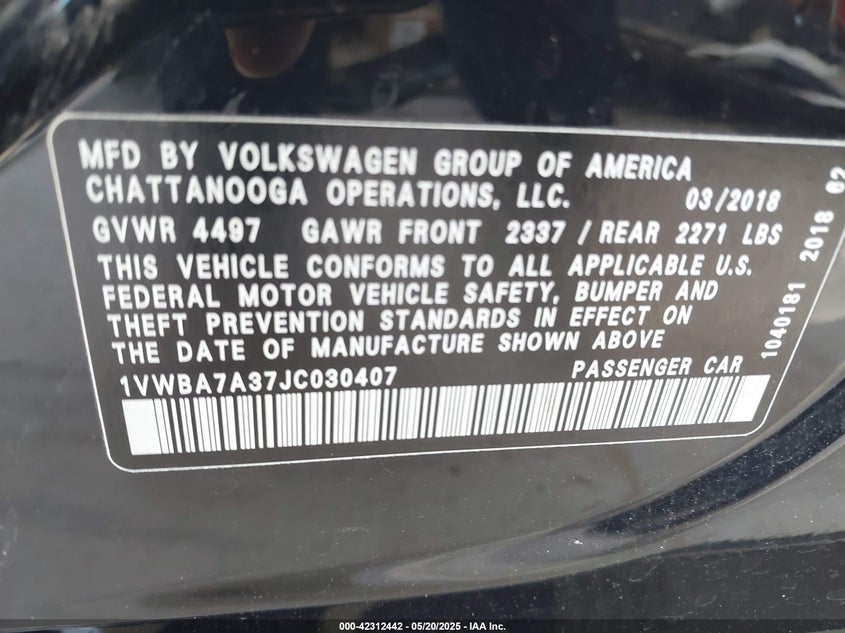 MFD BY VOLKSWAGEN GROUP OF AMERICA
CHATTANOOGA OPERATIONS, LLC. 03/2018
GVWR 4497 GAWR FRONT 2337 / REAR 2271 LBS
THIS VEHICLE CONFORMS TO ALL APPLICABLE U.S.
FEDERAL MOTOR VEHICLE SAFETY, BUMPER AND
THEFT PREVENTION STANDARDS IN EFFECT ON
THE DATE OF MANUFACTURE SHOWN ABOVE
1VWBA7A37JC030407 PASSENGER CAR
1040181 2018 02
000-42312442 - 05/20/2025 - IAA Inc.